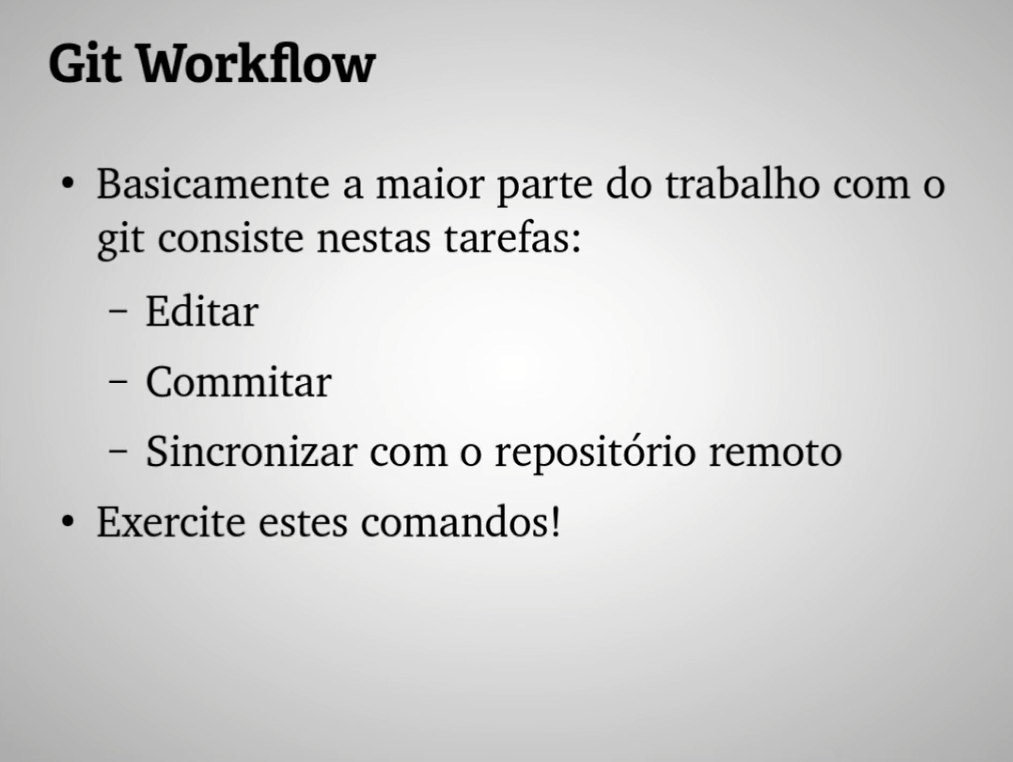 Git Workflow
• Basicamente a maior parte do trabalho com o
git consiste nestas tarefas:
– Editar
– Commitar
– Sincronizar com o repositório remoto
• Exercite estes comandos!